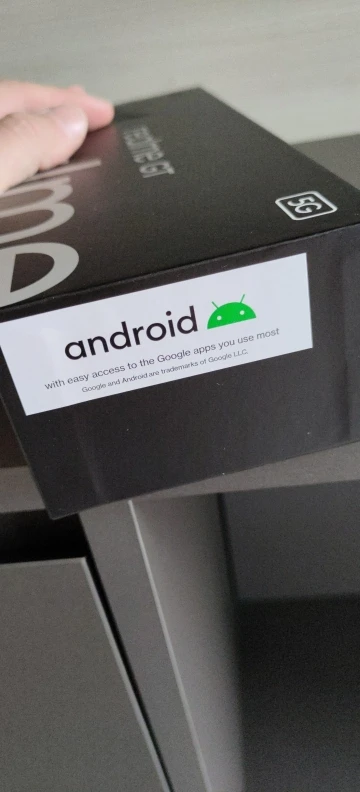 realme GT
lme
5G
android
with easy access to the Google apps you use most
Google and Android are trademarks of Google LLC.